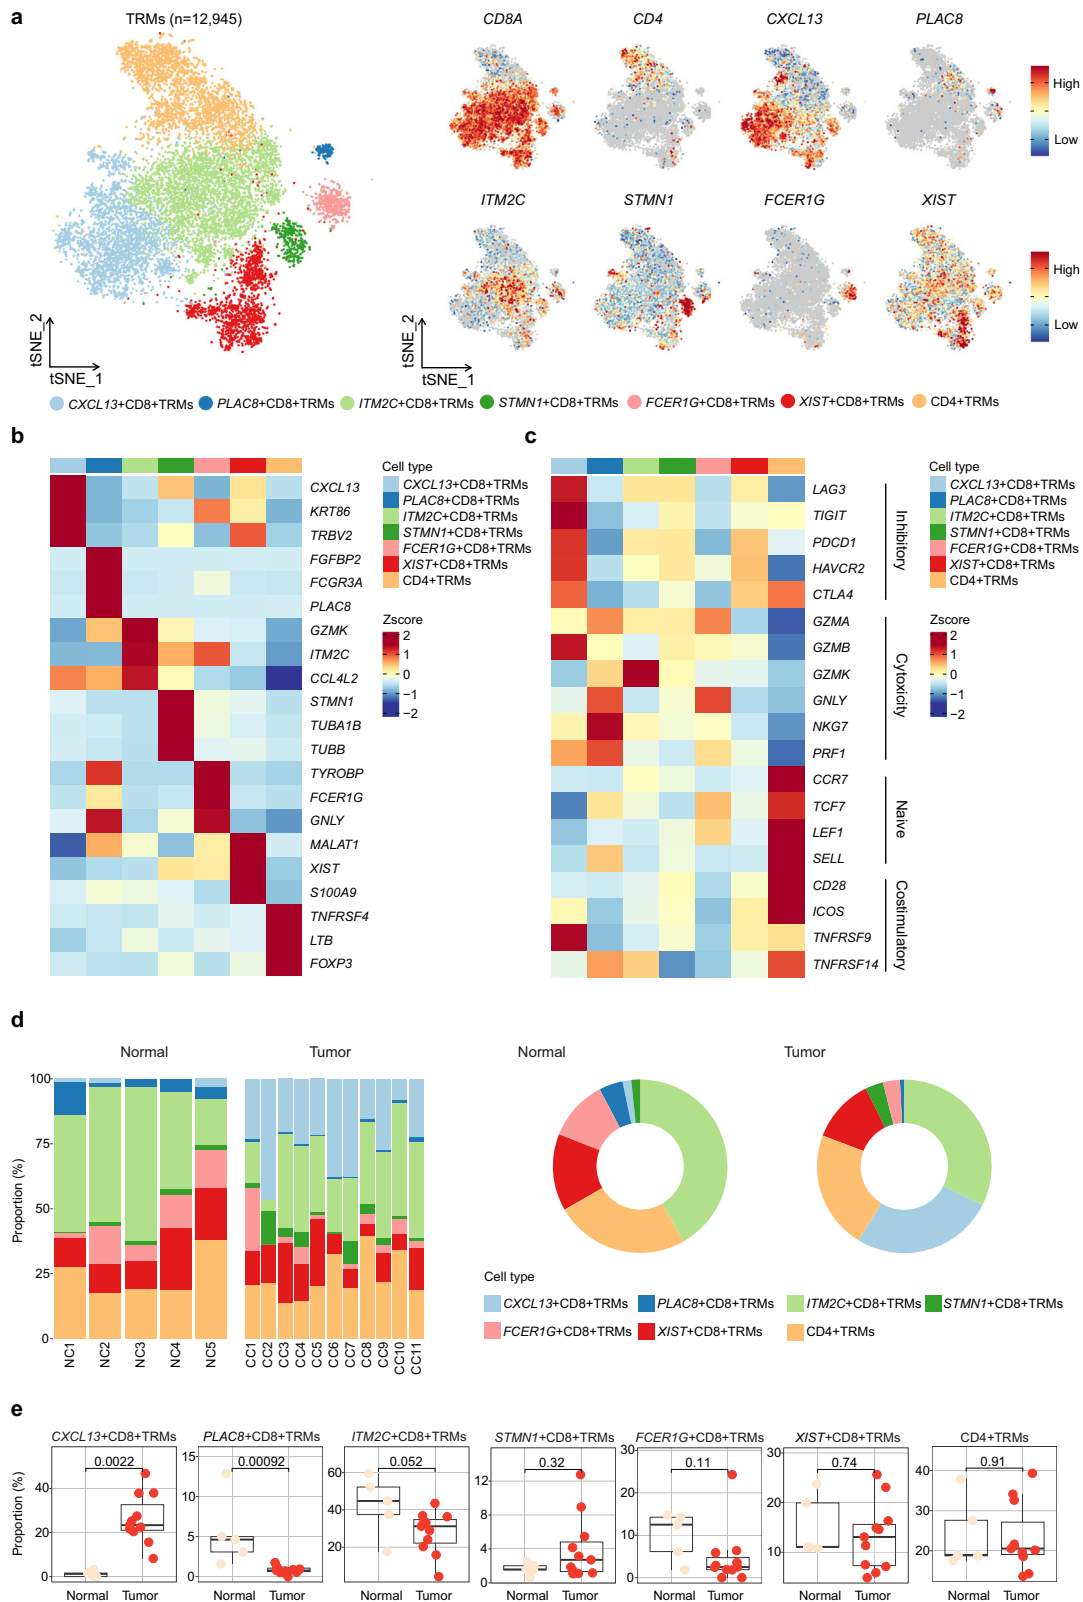 a
TRMs (n=12,945)
CD8A
CD4
CXCL13
PLAC8
High
Low
ITM2C
STMN1
FCER1G
XIST
High
Low
tSNE_2
tSNE_1
tSNE_2
tSNE_1
CXCL13+CD8+TRMs
PLAC8+CD8+TRMs
ITM2C+CD8+TRMs
STMN1+CD8+TRMs
FCER1G+CD8+TRMs
XIST+CD8+TRMs
CD4+TRMs
b
CXCL13
KRT86
TRBV2
FGFBP2
FCGR3A
PLAC8
GZMK
ITM2C
CCL4L2
STMN1
TUBA1B
TUBB
TYROBP
FCER1G
GNLY
MALAT1
XIST
S100A9
TNFRSF4
LTB
FOXP3
Cell type
CXCL13+CD8+TRMs
PLAC8+CD8+TRMs
ITM2C+CD8+TRMs
STMN1+CD8+TRMs
FCER1G+CD8+TRMs
XIST+CD8+TRMs
CD4+TRMs
Zscore
2
1
0
−1
−2
c
LAG3
TIGIT
PDCD1
HAVCR2
CTLA4
GZMA
GZMB
GZMK
GNLY
NKG7
PRF1
CCR7
TCF7
LEF1
SELL
CD28
ICOS
TNFRSF9
TNFRSF14
Inhibitory
Cytoxicity
Naive
Costimulatory
Cell type
CXCL13+CD8+TRMs
PLAC8+CD8+TRMs
ITM2C+CD8+TRMs
STMN1+CD8+TRMs
FCER1G+CD8+TRMs
XIST+CD8+TRMs
CD4+TRMs
Zscore
2
1
0
−1
−2
d
Normal
Tumor
Proportion (%)
100
75
50
25
0
NC1
NC2
NC3
NC4
NC5
CC1
CC2
CC3
CC4
CC5
CC6
CC7
CC8
CC9
CC10
CC11
Normal
Tumor
Cell type
CXCL13+CD8+TRMs
PLAC8+CD8+TRMs
ITM2C+CD8+TRMs
STMN1+CD8+TRMs
FCER1G+CD8+TRMs
XIST+CD8+TRMs
CD4+TRMs
e
Proportion (%)
CXCL13+CD8+TRMs
0.0022
40
20
0
Normal Tumor
PLAC8+CD8+TRMs
0.00092
15
10
5
0
Normal Tumor
ITM2C+CD8+TRMs
0.052
60
40
20
Normal Tumor
STMN1+CD8+TRMs
0.32
12
8
4
0
Normal Tumor
FCER1G+CD8+TRMs
0.11
30
20
10
0
Normal Tumor
XIST+CD8+TRMs
0.74
30
20
10
Normal Tumor
CD4+TRMs
0.91
40
30
20
Normal Tumor